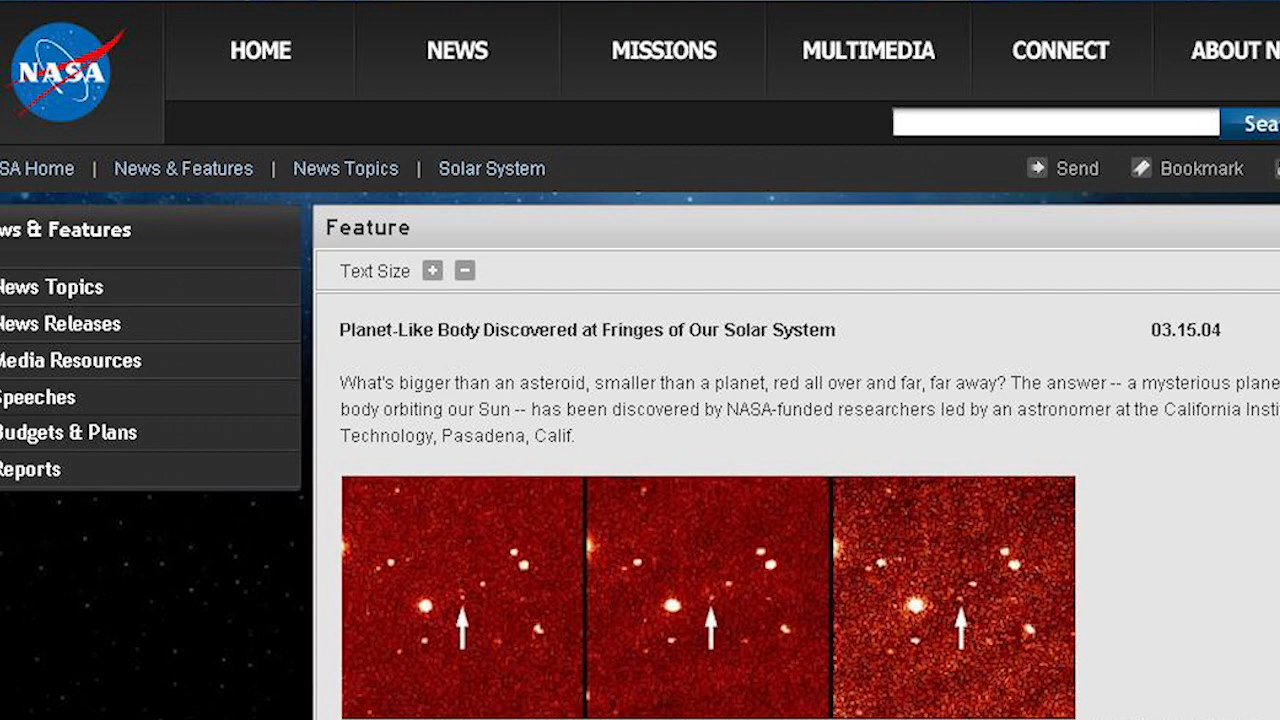 NASA
HOME NEWS MISSIONS MULTIMEDIA CONNECT ABOUT N
Sea
SA Home | News & Features | News Topics | Solar System Send Bookmark
ws & Features
News Topics
News Releases
Media Resources
Speeches
Budgets & Plans
Reports
Feature
Text Size + -
Planet-Like Body Discovered at Fringes of Our Solar System 03.15.04
What's bigger than an asteroid, smaller than a planet, red all over and far, far away? The answer -- a mysterious plane
body orbiting our Sun -- has been discovered by NASA-funded researchers led by an astronomer at the California Insti
Technology, Pasadena, Calif.